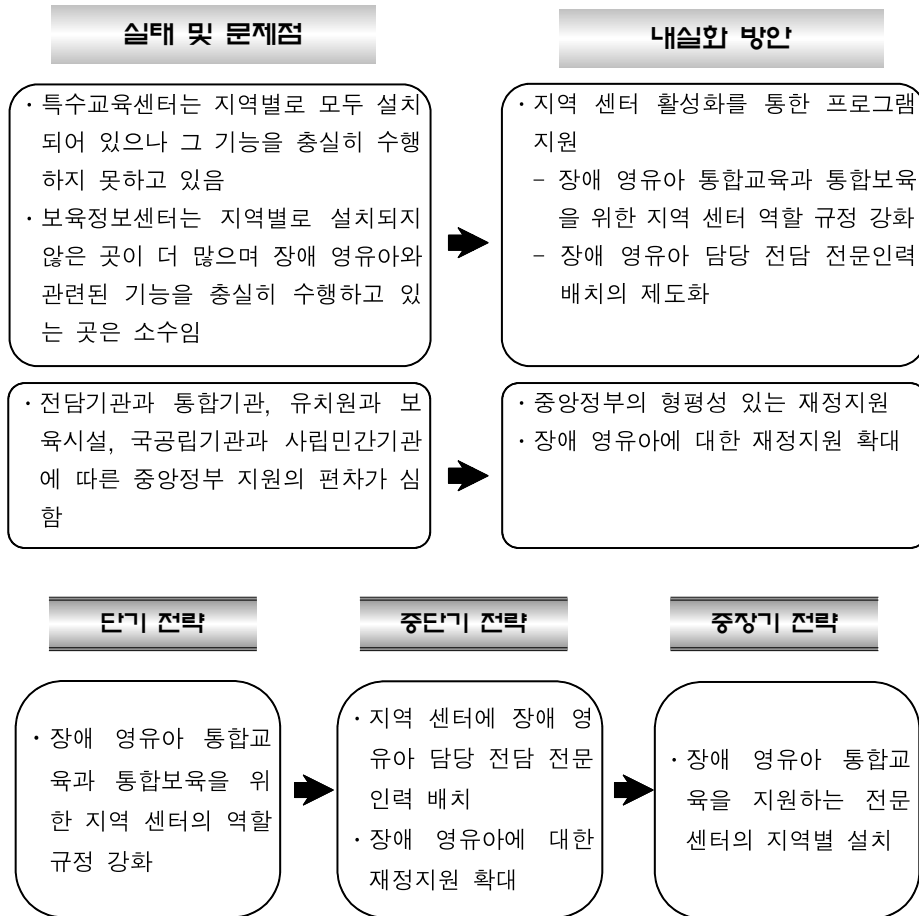 실태 및 문제점
내실화 방안
· 특수교육센터는 지역별로 모두 설치
되어 있으나 그 기능을 충실히 수행
하지 못하고 있음
· 보육정보센터는 지역별로 설치되지
않은 곳이 더 많으며 장애 영유아와
관련된 기능을 충실히 수행하고 있
는 곳은 소수임
· 지역 센터 활성화를 통한 프로그램
지원
- 장애 영유아 통합교육과 통합보육
을 위한 지역 센터 역할 규정 강화
- 장애 영유아 담당 전담 전문인력
배치의 제도화
· 전담기관과 통합기관, 유치원과 보
육시설, 국공립기관과 사립민간기관
에 따른 중앙정부 지원의 편차가 심
함
· 중앙정부의 형평성 있는 재정지원
· 장애 영유아에 대한 재정지원 확대
단기 전략
중단기 전략
중장기 전략
· 장애 영유아 통합교
육과 통합보육을 위
한 지역 센터의 역할
규정 강화
· 지역 센터에 장애 영
유아 담당 전담 전문
인력 배치
· 장애 영유아에 대한
재정지원 확대
· 장애 영유아 통합교
육을 지원하는 전문
센터의 지역별 설치